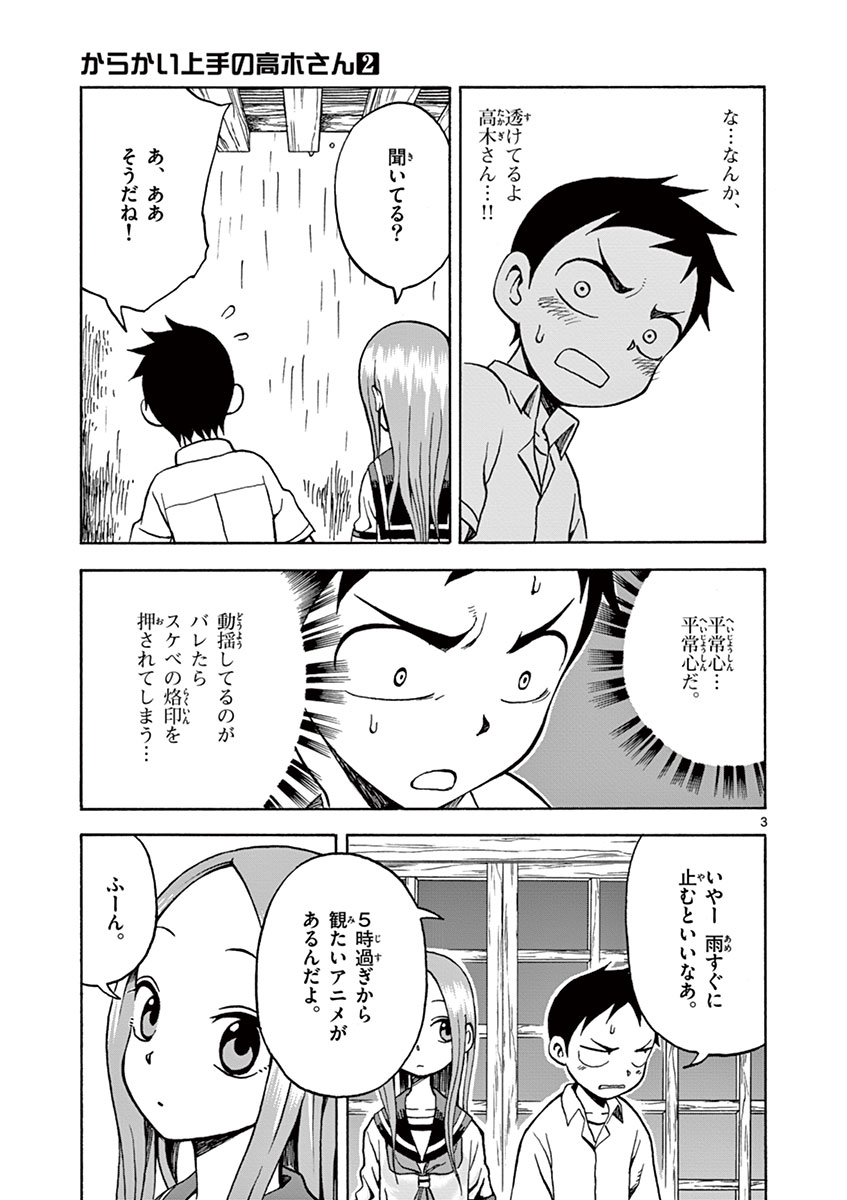 からかい上手の高木さん2
な…なんか、
透けてるよ
高木さん…!!
聞いてる?
あ、ああ
そうだね!
平常心…
平常心だ。
動揺してるのが
バレたら
スケベの烙印を
押されてしまう…
3
いやー 雨すぐに
止むといいなあ。
5時過ぎから
観たいアニメが
あるんだよ。
ふーん。